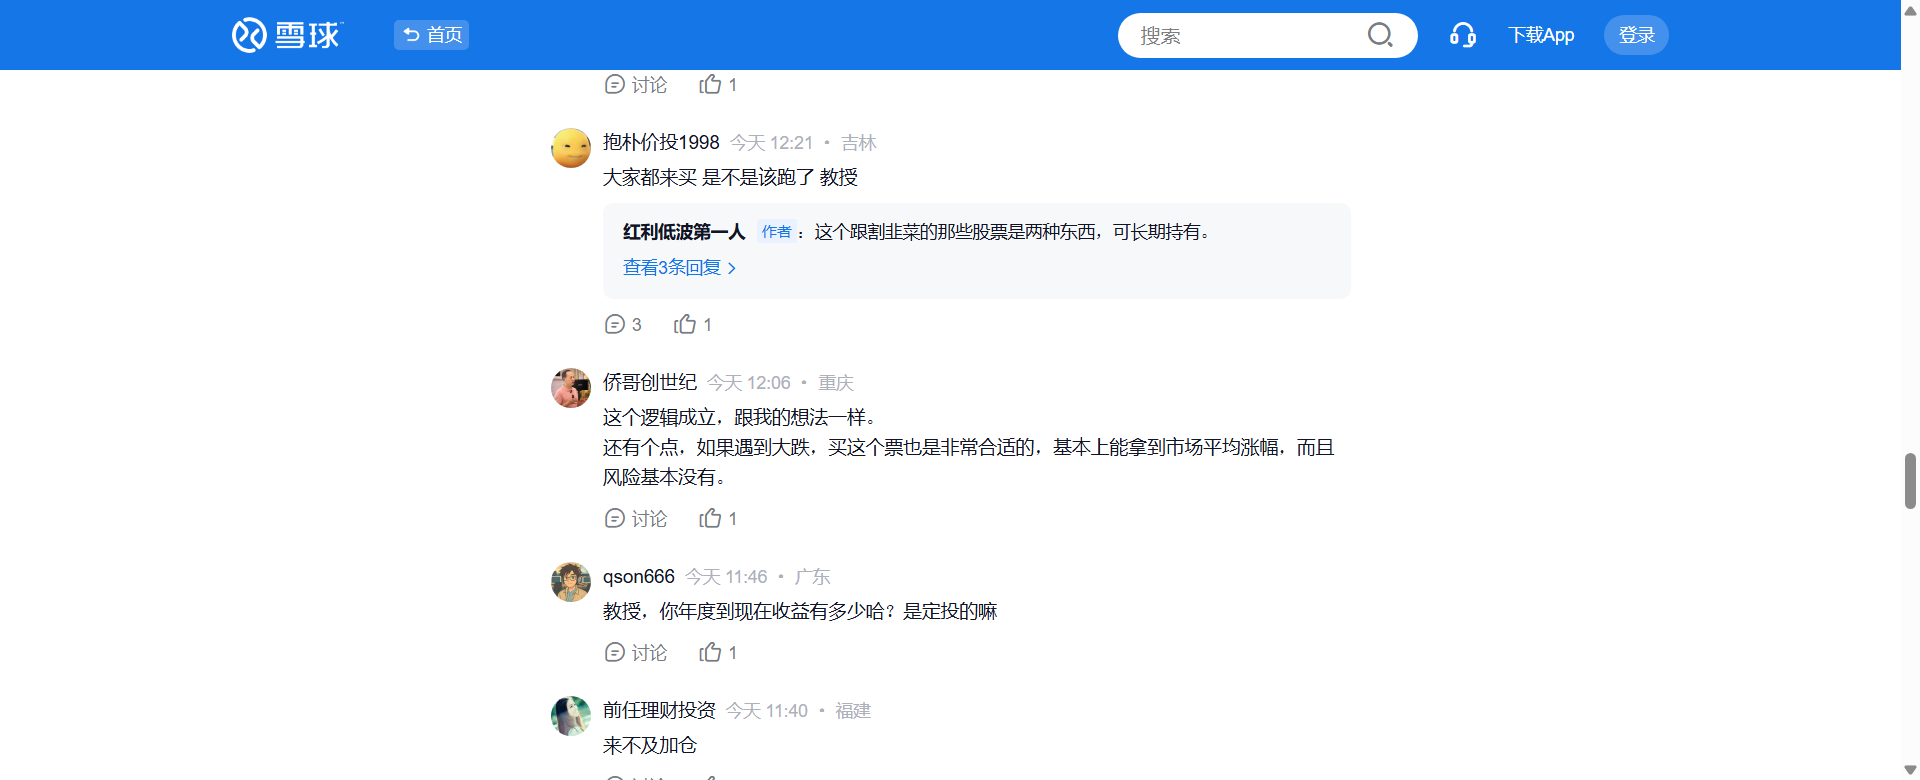 雪球
首页
搜索
下载App
登录
讨论 1
抱朴价投1998 今天 12:21 · 吉林
大家都来买 是不是该跑了 教授
红利低波第一人 作者 : 这个跟割韭菜的那些股票是两种东西，可长期持有。
查看3条回复
3 1
侨哥创世纪 今天 12:06 · 重庆
这个逻辑成立，跟我的想法一样。
还有个点，如果遇到大跌，买这个票也是非常合适的，基本上能拿到市场平均涨幅，而且
风险基本没有。
讨论 1
qson666 今天 11:46 · 广东
教授，你年度到现在收益有多少哈？是定投的嘛
讨论 1
前任理财投资 今天 11:40 · 福建
来不及加仓